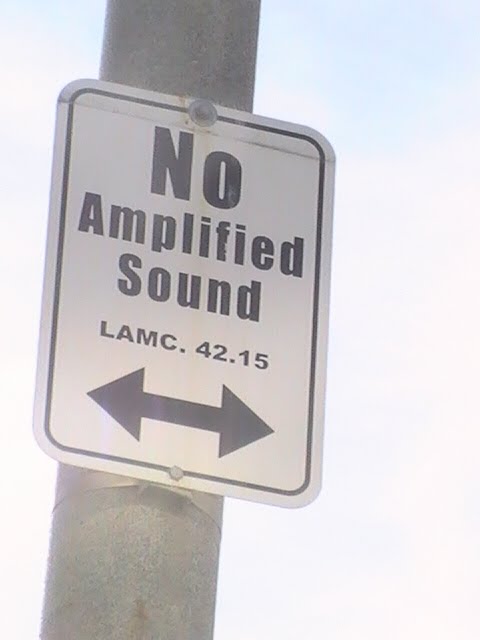 No
Amplified
Sound
LAMC. 42.15